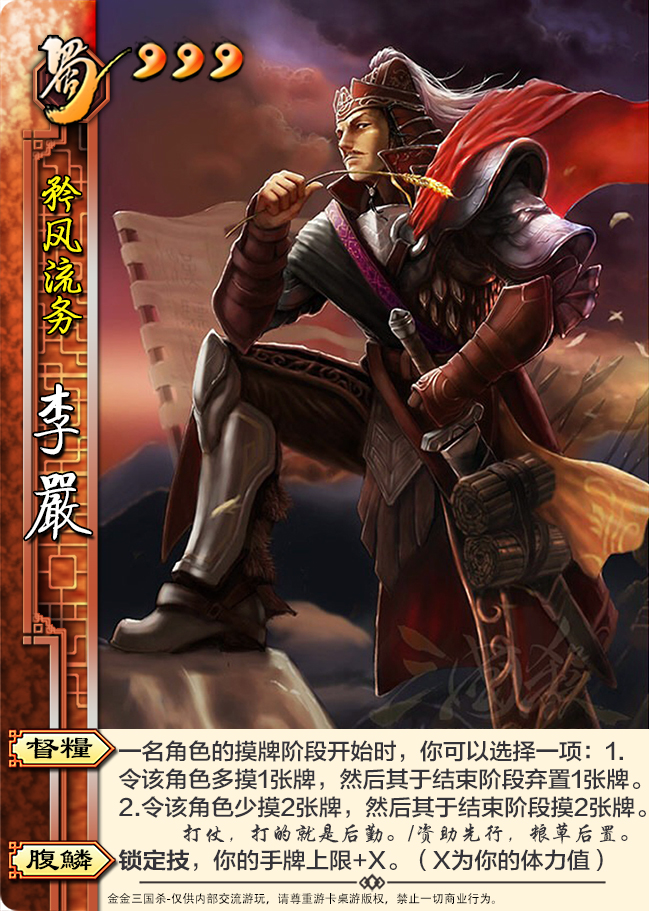 蜀
矜风流务
李嚴
督糧
一名角色的摸牌阶段开始时，你可以选择一项：1.
令该角色多摸1张牌，然后其于结束阶段弃置1张牌。
2.令该角色少摸2张牌，然后其于结束阶段摸2张牌。
打仗，打的就是后勤。/资助先行，粮草后置。
腹鳞
锁定技，你的手牌上限+X。（X为你的体力值）
金金三国杀-仅供内部交流游玩，请尊重游卡桌游版权，禁止一切商业行为。
三國殺